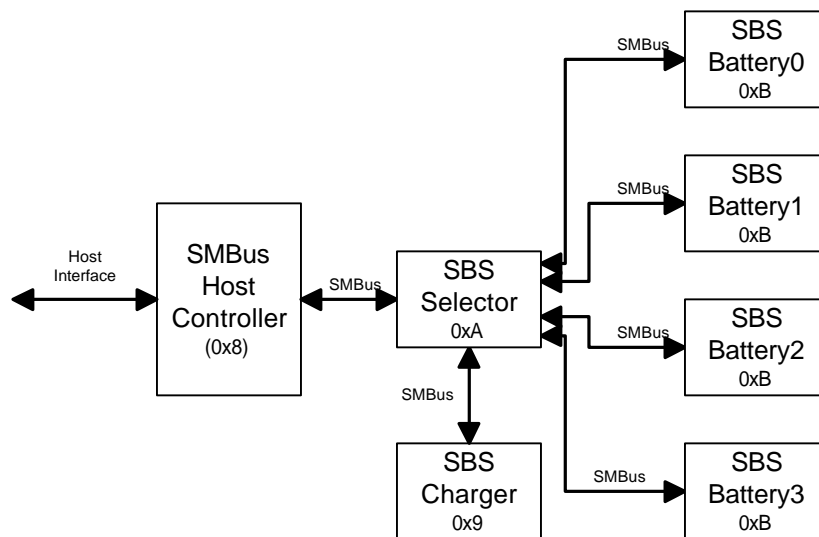 Host
Interface
SMBus
Host
Controller
(0x8)
SMBus
SBS
Selector
0xA
SMBus
SBS
Charger
0x9
SMBus
SBS
Battery0
0xB
SMBus
SBS
Battery1
0xB
SMBus
SBS
Battery2
0xB
SMBus
SBS
Battery3
0xB